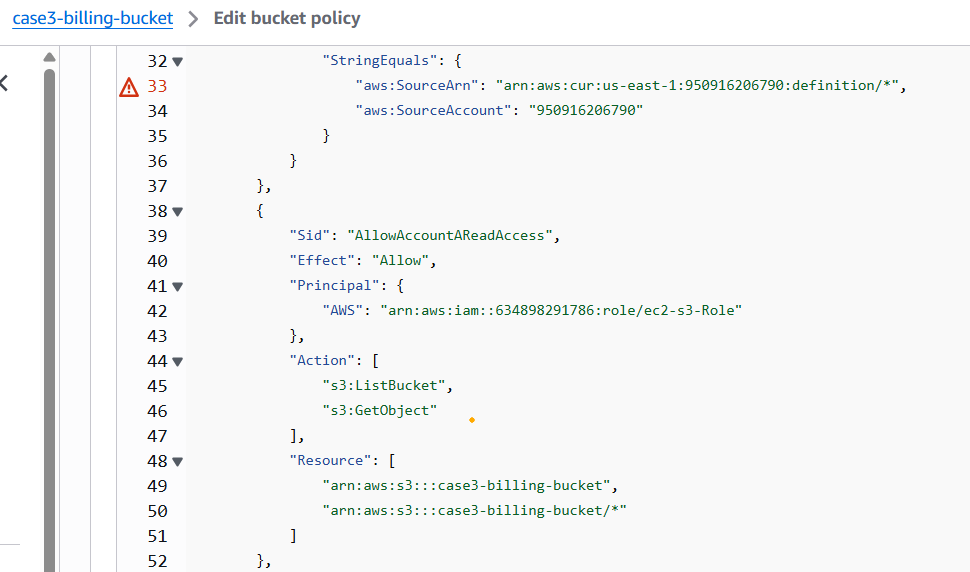 case3-billing-bucket > Edit bucket policy
32 "StringEquals": {
33 "aws:SourceArn": "arn:aws:cur:us-east-1:950916206790:definition/*",
34 "aws:SourceAccount": "950916206790"
35 }
36 }
37 },
38 {
39 "Sid": "AllowAccountAReadAccess",
40 "Effect": "Allow",
41 "Principal": {
42 "AWS": "arn:aws:iam::634898291786:role/ec2-s3-Role"
43 },
44 "Action": [
45 "s3:ListBucket",
46 "s3:GetObject"
47 ],
48 "Resource": [
49 "arn:aws:s3:::case3-billing-bucket",
50 "arn:aws:s3:::case3-billing-bucket/*"
51 ]
52 },